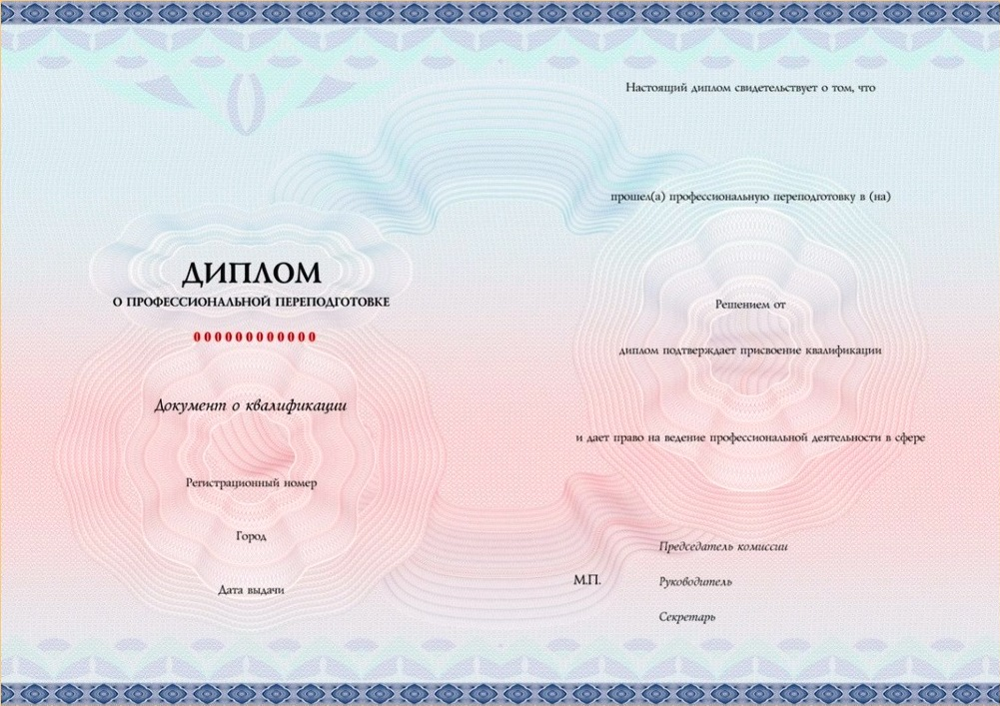 ДИПЛОМ
О ПРОФЕССИОНАЛЬНОЙ ПЕРЕПОДГОТОВКЕ
000000000000
Документ о квалификации
Регистрационный номер
Город
Дата выдачи
Настоящий диплом свидетельствует о том, что
прошел(а) профессиональную переподготовку в (на)
Решением от
диплом подтверждает присвоение квалификации
и дает право на ведение профессиональной деятельности в сфере
Председатель комиссии
М.П.
Руководитель
Секретарь